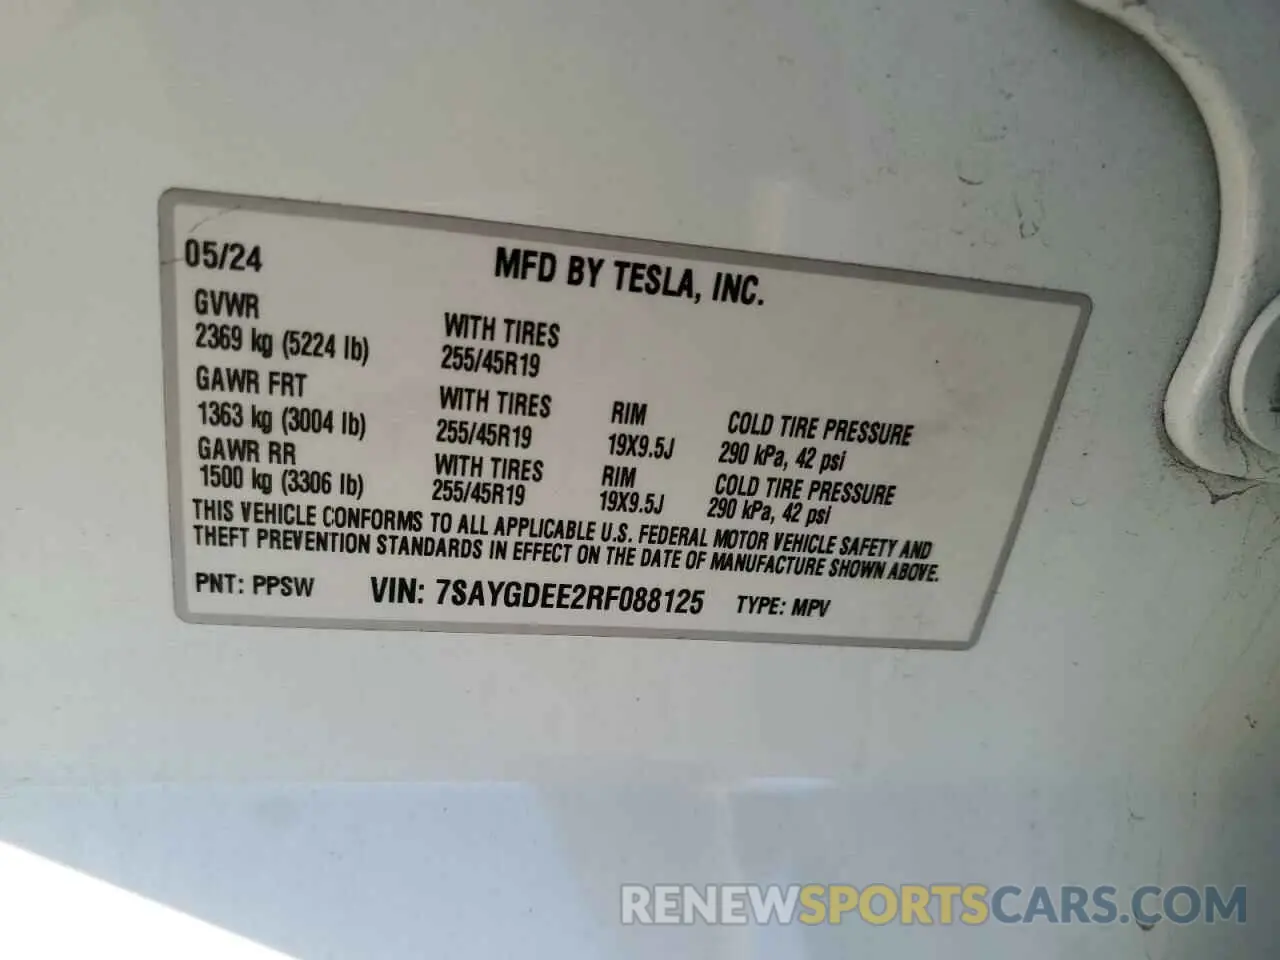 05/24 MFD BY TESLA, INC.
GVWR
2369 kg (5224 lb) WITH TIRES
255/45R19
GAWR FRT
1363 kg (3004 lb) WITH TIRES
255/45R19 RIM
19X9.5J COLD TIRE PRESSURE
290 kPa, 42 psi
GAWR RR
1500 kg (3306 lb) WITH TIRES
255/45R19 RIM
19X9.5J COLD TIRE PRESSURE
290 kPa, 42 psi
THIS VEHICLE CONFORMS TO ALL APPLICABLE U.S. FEDERAL MOTOR VEHICLE SAFETY AND
THEFT PREVENTION STANDARDS IN EFFECT ON THE DATE OF MANUFACTURE SHOWN ABOVE.
PNT: PPSW VIN: 7SAYGDEE2RF088125 TYPE: MPV
RENEWSPORTSCARS.COM